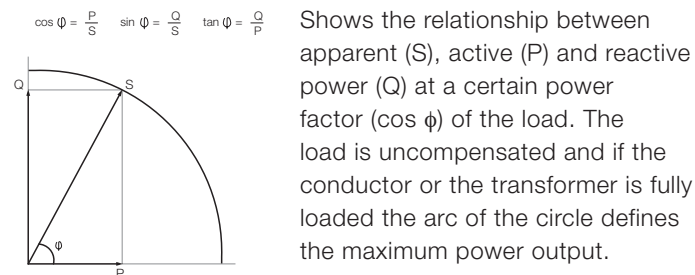 cos φ = P/S sin φ = Q/S tan φ = Q/P
Shows the relationship between
apparent (S), active (P) and reactive
power (Q) at a certain power
factor (cos ϕ) of the load. The
load is uncompensated and if the
conductor or the transformer is fully
loaded the arc of the circle defines
the maximum power output.
Q
S
φ
P